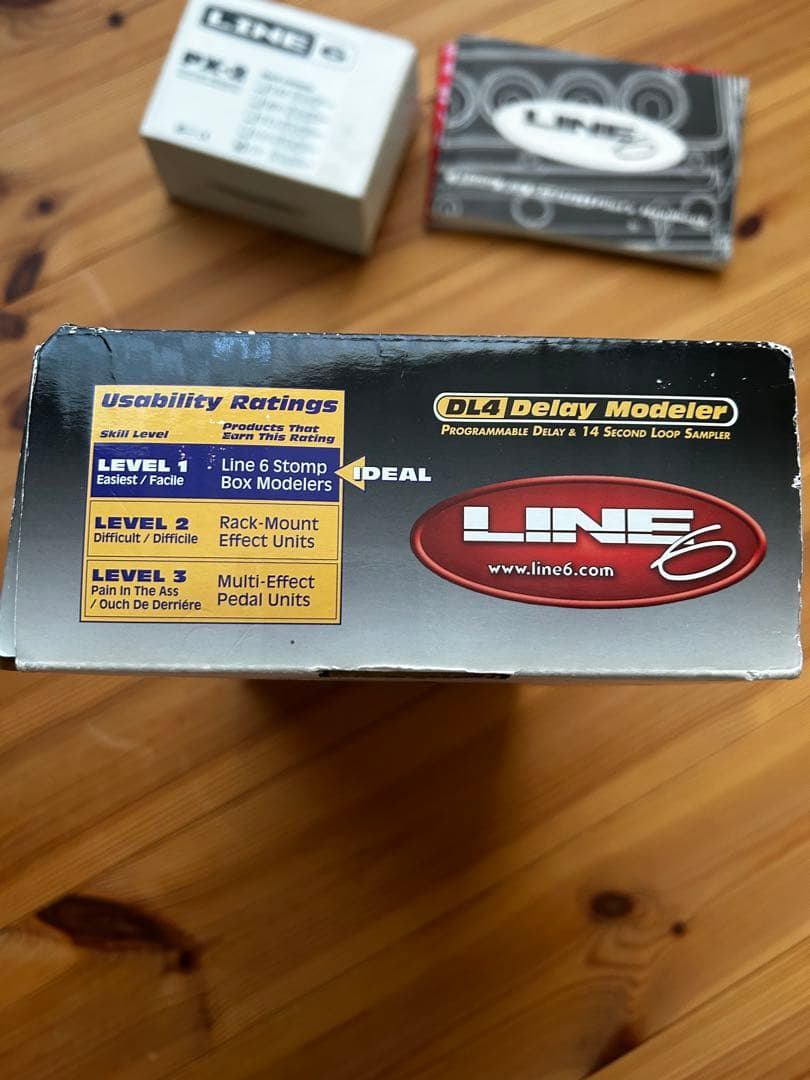 LINE 6
PX-2
LINE 6
Usability Ratings
Skill Level
Products That
Earn This Rating
LEVEL 1
Easiest / Facile
Line 6 Stomp
Box Modelers
IDEAL
LEVEL 2
Difficult / Difficile
Rack-Mount
Effect Units
LEVEL 3
Pain In The Ass
/ Ouch De Derriére
Multi-Effect
Pedal Units
DL4 Delay Modeler
PROGRAMMABLE DELAY & 14 SECOND LOOP SAMPLER
LINE 6
www.line6.com